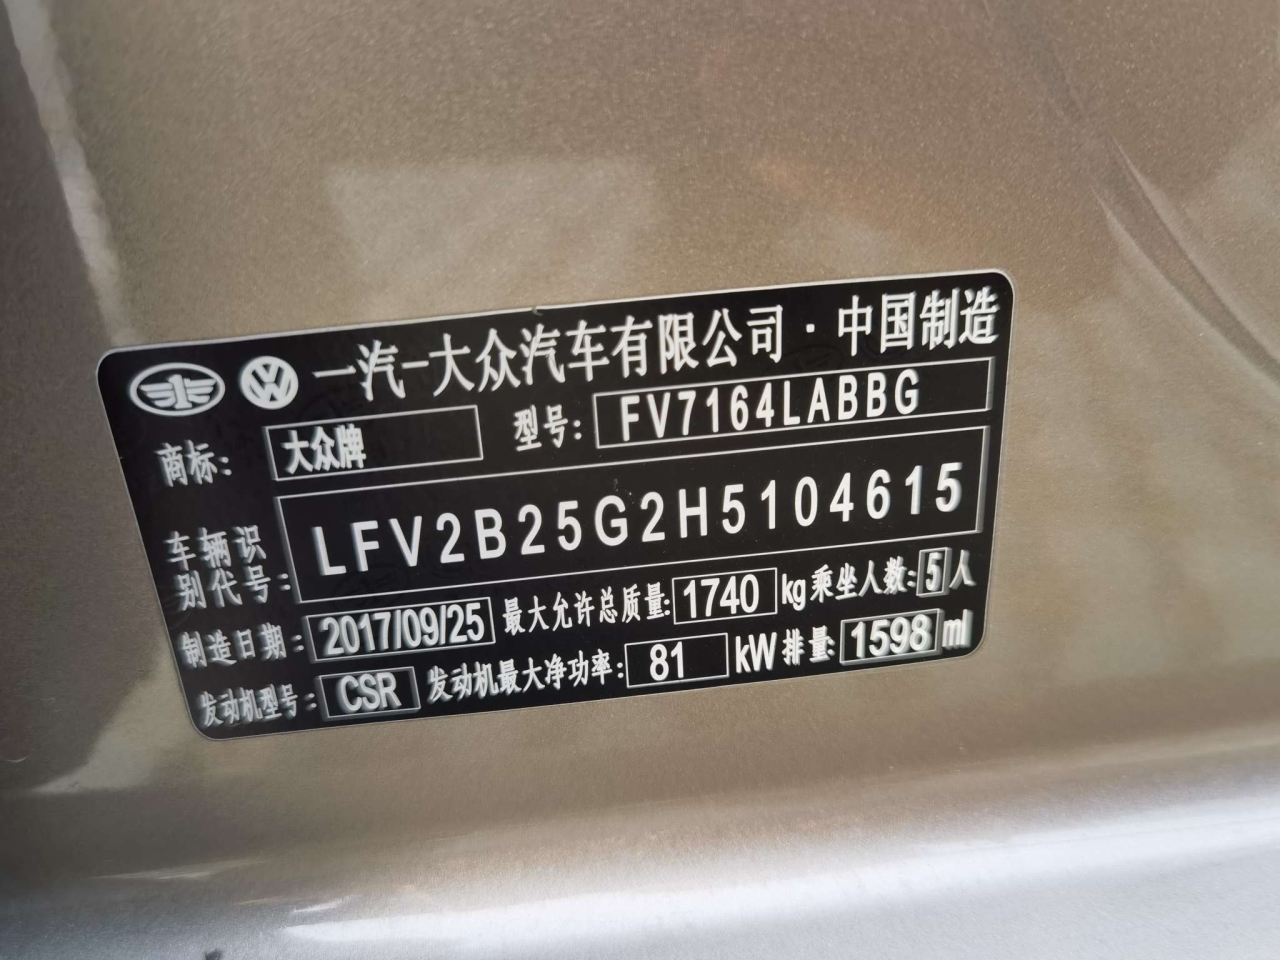 一汽-大众汽车有限公司·中国制造
商标: 大众牌 型号: FV7164LABBG
车辆识别代号: LFV2B25G2H5104615
制造日期: 2017/09/25 最大允许总质量: 1740 kg 乘坐人数: 5 人
发动机型号: CSR 发动机最大净功率: 81 kW 排量: 1598 ml